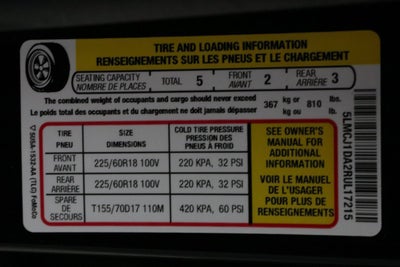 TIRE AND LOADING INFORMATION
RENSEIGNEMENTS SUR LES PNEUS ET LE CHARGEMENT
SEATING CAPACITY
NOMBRE DE PLACES
TOTAL 5
FRONT
AVANT 2
REAR
ARRIÈRE 3
The combined weight of occupants and cargo should never exceed
Le poids total des occupants et du chargement ne doit jamais dépasser
367 kg or
kg ou
810 lbs.
lb.
TIRE
PNEU
SIZE
DIMENSIONS
COLD TIRE PRESSURE
PRESSION DES
PNEUS À FROID
FRONT
AVANT
225/60R18 100V
220 KPA, 32 PSI
REAR
ARRIÈRE
225/60R18 100V
220 KPA, 32 PSI
SPARE
DE
SECOURS
T155/70D17 110M
420 KPA, 60 PSI
SEE OWNER'S
MANUAL FOR
ADDITIONAL
INFORMATION
VOIR LE MANUEL
DE L'USAGER
POUR PLUS DE
RENSEIGNEMENTS
5LMCJ1DA2RUL17215